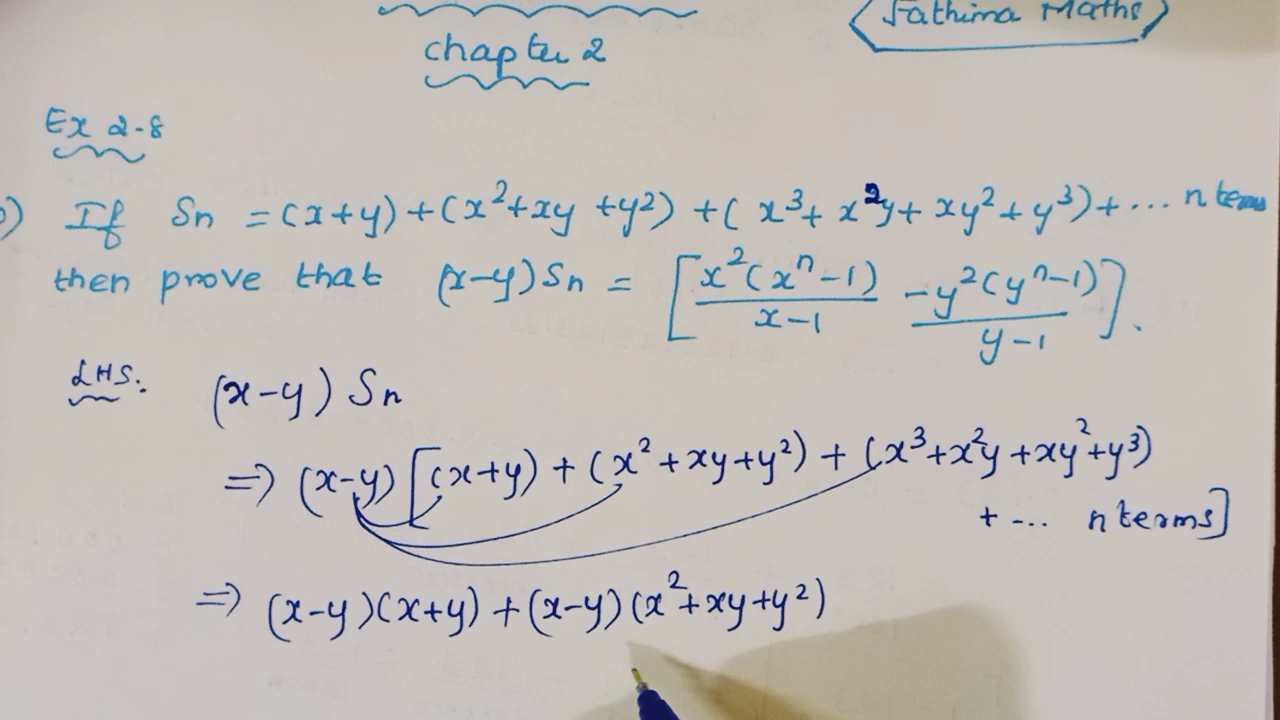 Fathima Maths
chapter 2
Ex 2-8
) If Sn = (x+y) + (x²+xy +y²) + ( x³+ x²y+ xy²+y³)+ ... n terms
then prove that (x-y) Sn = [x²(xⁿ-1)/x-1 -y²(yⁿ-1)/y-1].
LHS. (x-y) Sn
=> (x-y) [(x+y) + (x²+xy+y²) + (x³+x²y+xy²+y³)
+ --- n terms]
=> (x-y)(x+y) + (x-y)(x²+xy+y²)